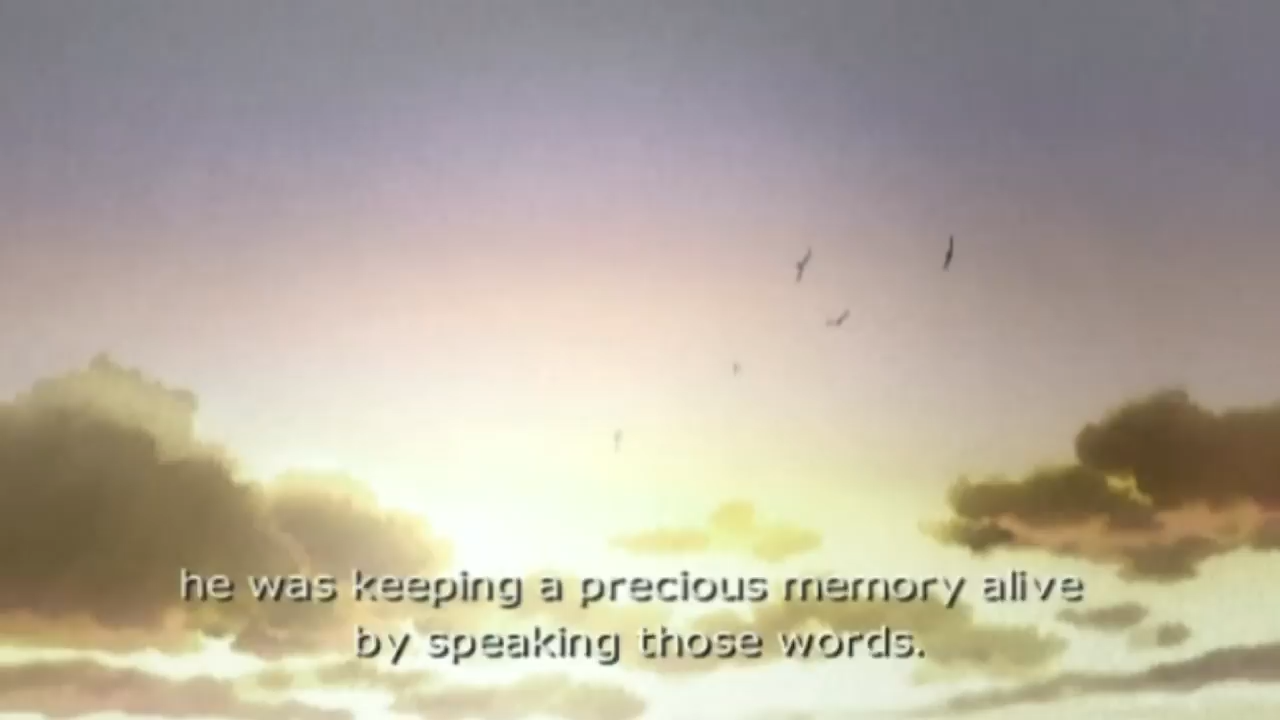 he was keeping a precious memory alive
by speaking those words.